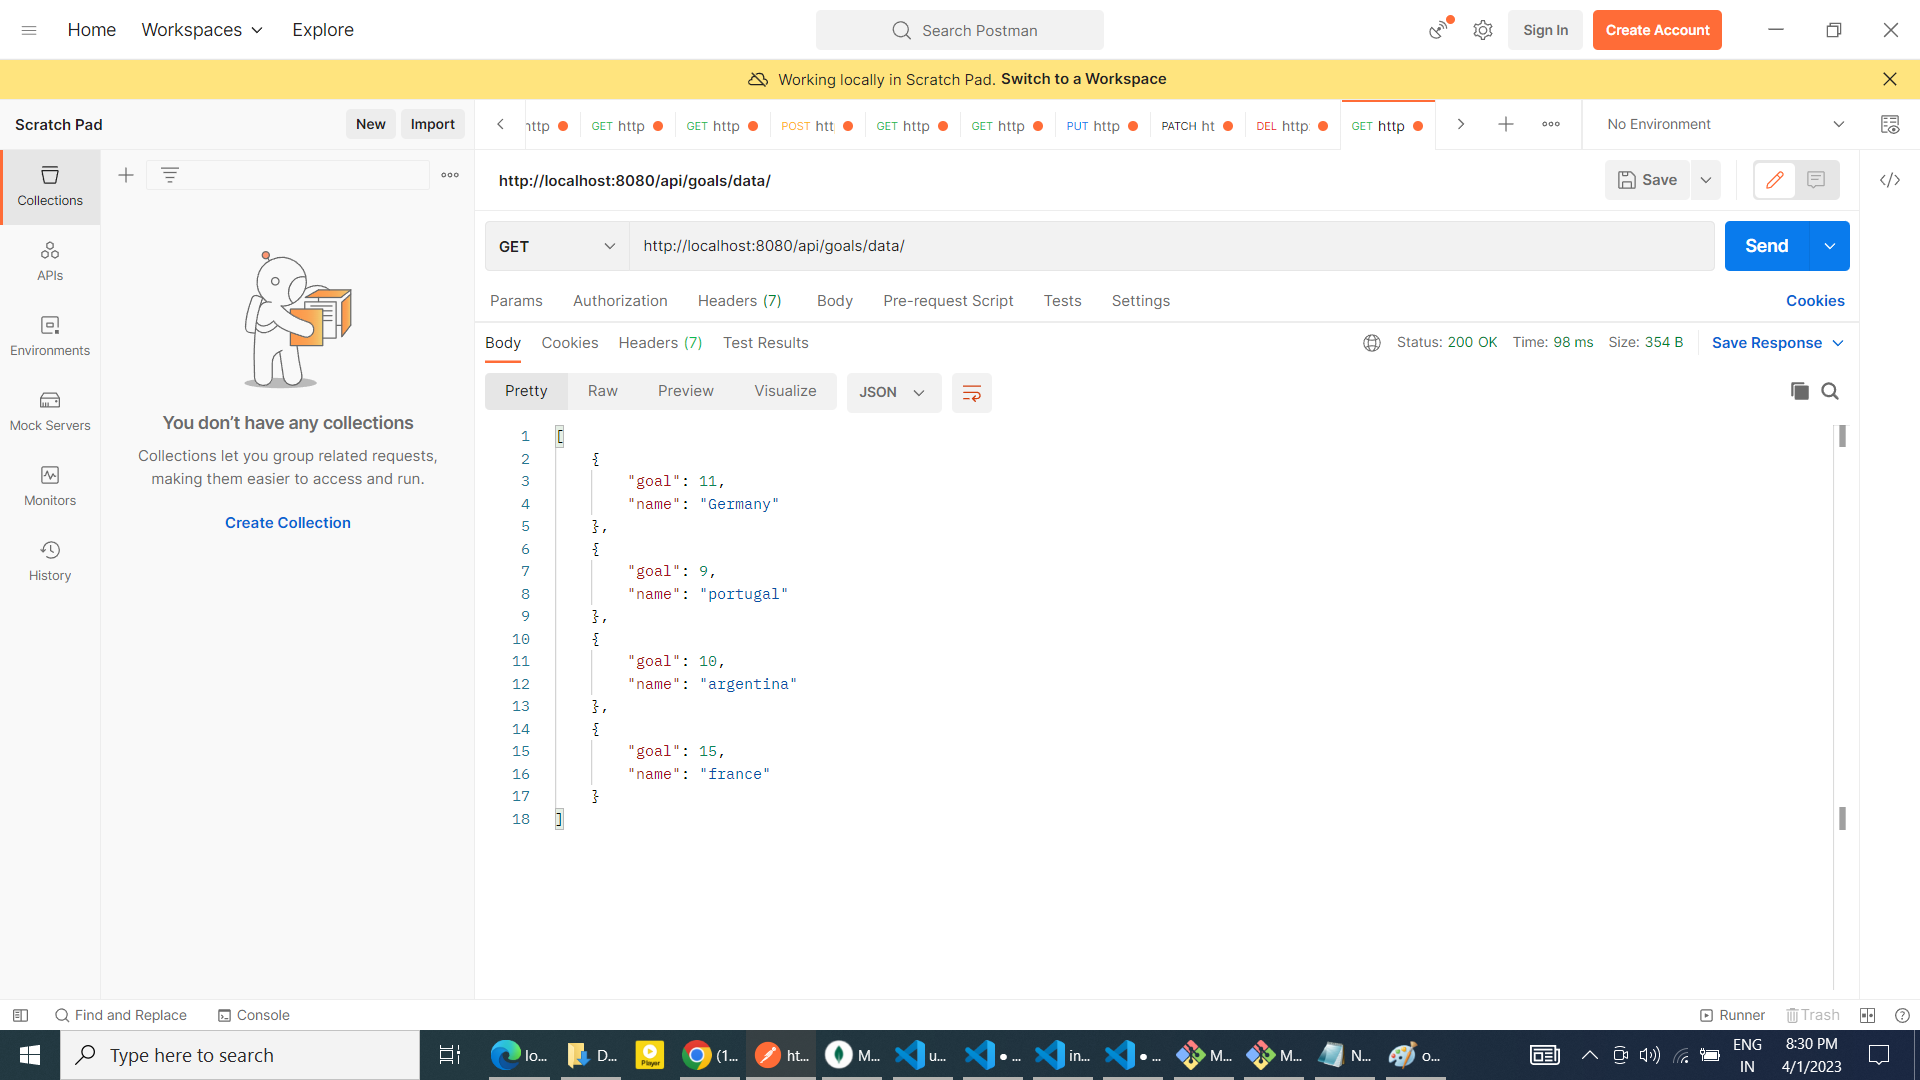 Home Workspaces Explore Search Postman Sign In Create Account
Working locally in Scratch Pad. Switch to a Workspace
Scratch Pad New Import
http GET http GET http POST htt GET http GET http PUT http PATCH ht DEL http GET http No Environment
Collections
APIs
Environments
Mock Servers
Monitors
History
You don't have any collections
Collections let you group related requests,
making them easier to access and run.
Create Collection
http://localhost:8080/api/goals/data/ Save
GET http://localhost:8080/api/goals/data/ Send
Params Authorization Headers (7) Body Pre-request Script Tests Settings Cookies
Body Cookies Headers (7) Test Results Status: 200 OK Time: 98 ms Size: 354 B Save Response
Pretty Raw Preview Visualize JSON
1 [
2 {
3 "goal": 11,
4 "name": "Germany"
5 },
6 {
7 "goal": 9,
8 "name": "portugal"
9 },
10 {
11 "goal": 10,
12 "name": "argentina"
13 },
14 {
15 "goal": 15,
16 "name": "france"
17 }
18 ]
Find and Replace Console Runner Trash
Type here to search lo... D... Player (1... ht... M... u... ● ... in... ● ... M... M... N... o... ENG 8:30 PM
IN 4/1/2023